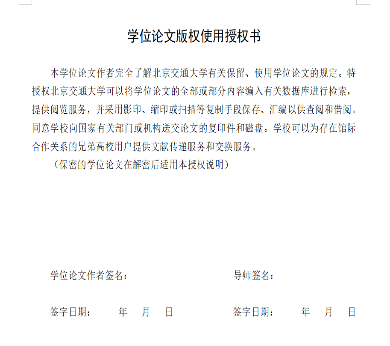 学位论文版权使用授权书
本学位论文作者完全了解北京交通大学有关保留、使用学位论文的规定。特
授权北京交通大学可以将学位论文的全部或部分内容编入有关数据库进行检索，
提供阅览服务，并采用影印、缩印或扫描等复制手段保存、汇编以供查阅和借阅。
同意学校向国家有关部门或机构送交论文的复印件和磁盘。学校可以为存在馆际
合作关系的兄弟高校用户提供文献传递服务和交换服务。
（保密的学位论文在解密后适用本授权说明）
学位论文作者签名： 导师签名：
签字日期： 年 月 日 签字日期： 年 月 日